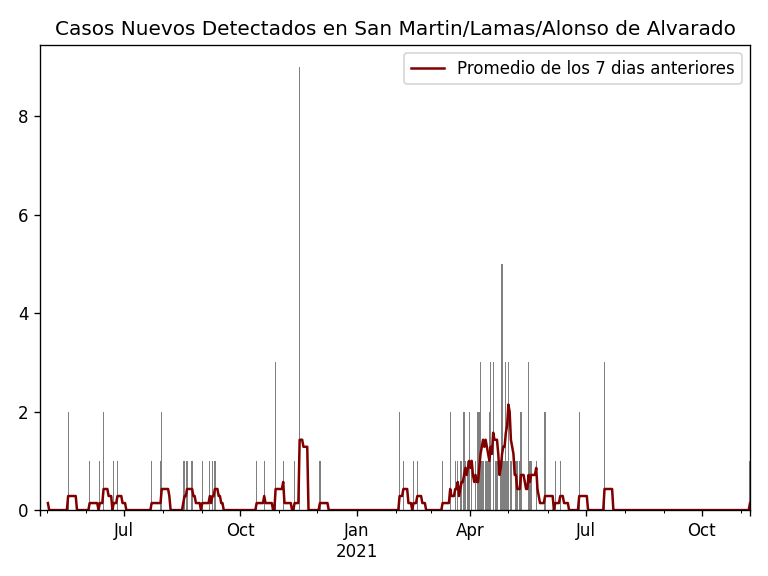 Casos Nuevos Detectados en San Martin/Lamas/Alonso de Alvarado
Promedio de los 7 dias anteriores
8
6
4
2
0
Jul
Oct
Jan
2021
Apr
Jul
Oct